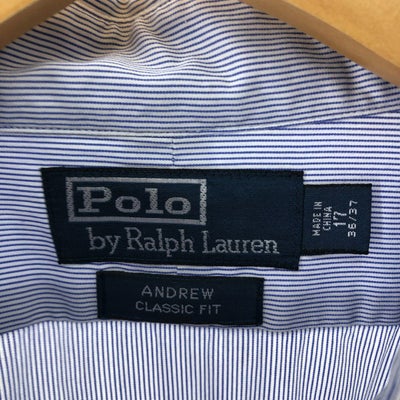 Polo
by Ralph Lauren
MADE IN
CHINA
17
36/37
ANDREW
CLASSIC FIT